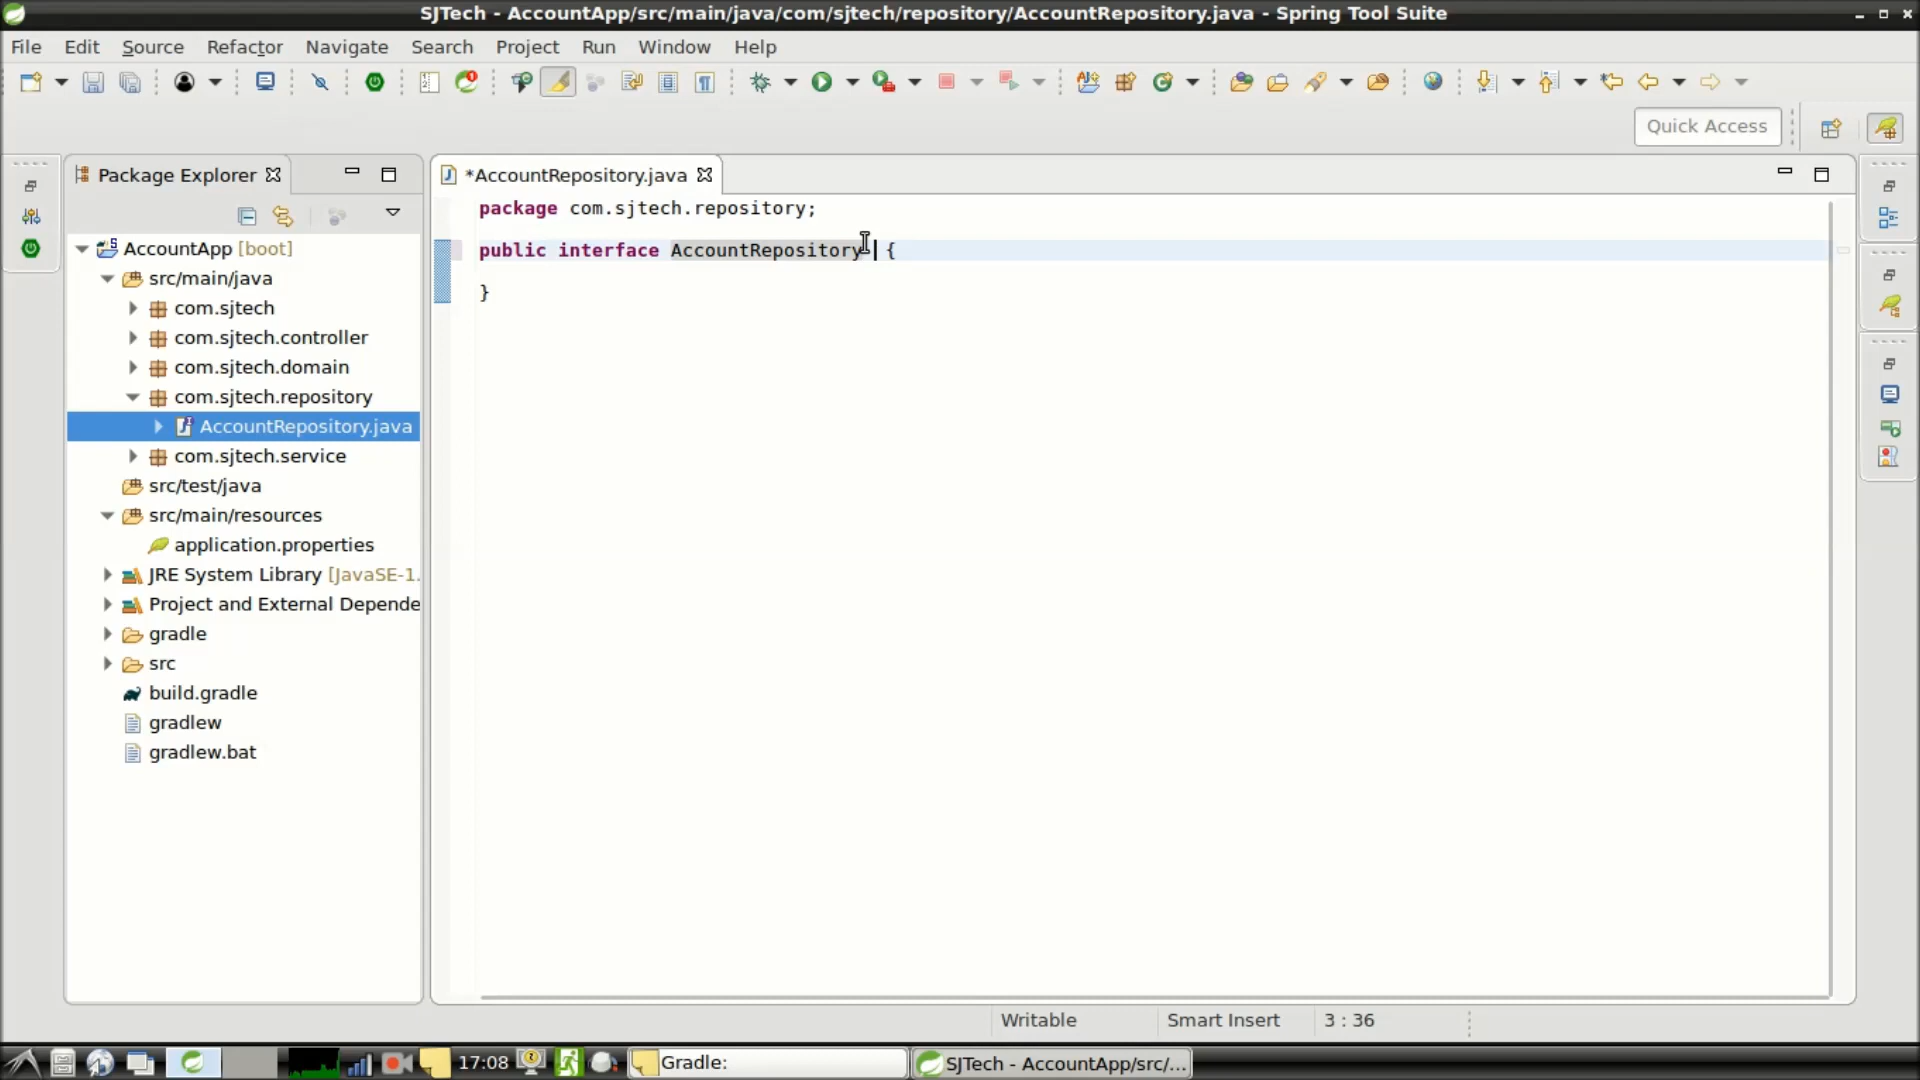 SJTech - AccountApp/src/main/java/com/sjtech/repository/AccountRepository.java - Spring Tool Suite
File Edit Source Refactor Navigate Search Project Run Window Help
Quick Access
Package Explorer
*AccountRepository.java
AccountApp [boot]
src/main/java
com.sjtech
com.sjtech.controller
com.sjtech.domain
com.sjtech.repository
AccountRepository.java
com.sjtech.service
src/test/java
src/main/resources
application.properties
JRE System Library [JavaSE-1.
Project and External Depende
gradle
src
build.gradle
gradlew
gradlew.bat
package com.sjtech.repository;
public interface AccountRepository {
}
Writable Smart Insert 3 : 36
17:08 Gradle: SJTech - AccountApp/src/...